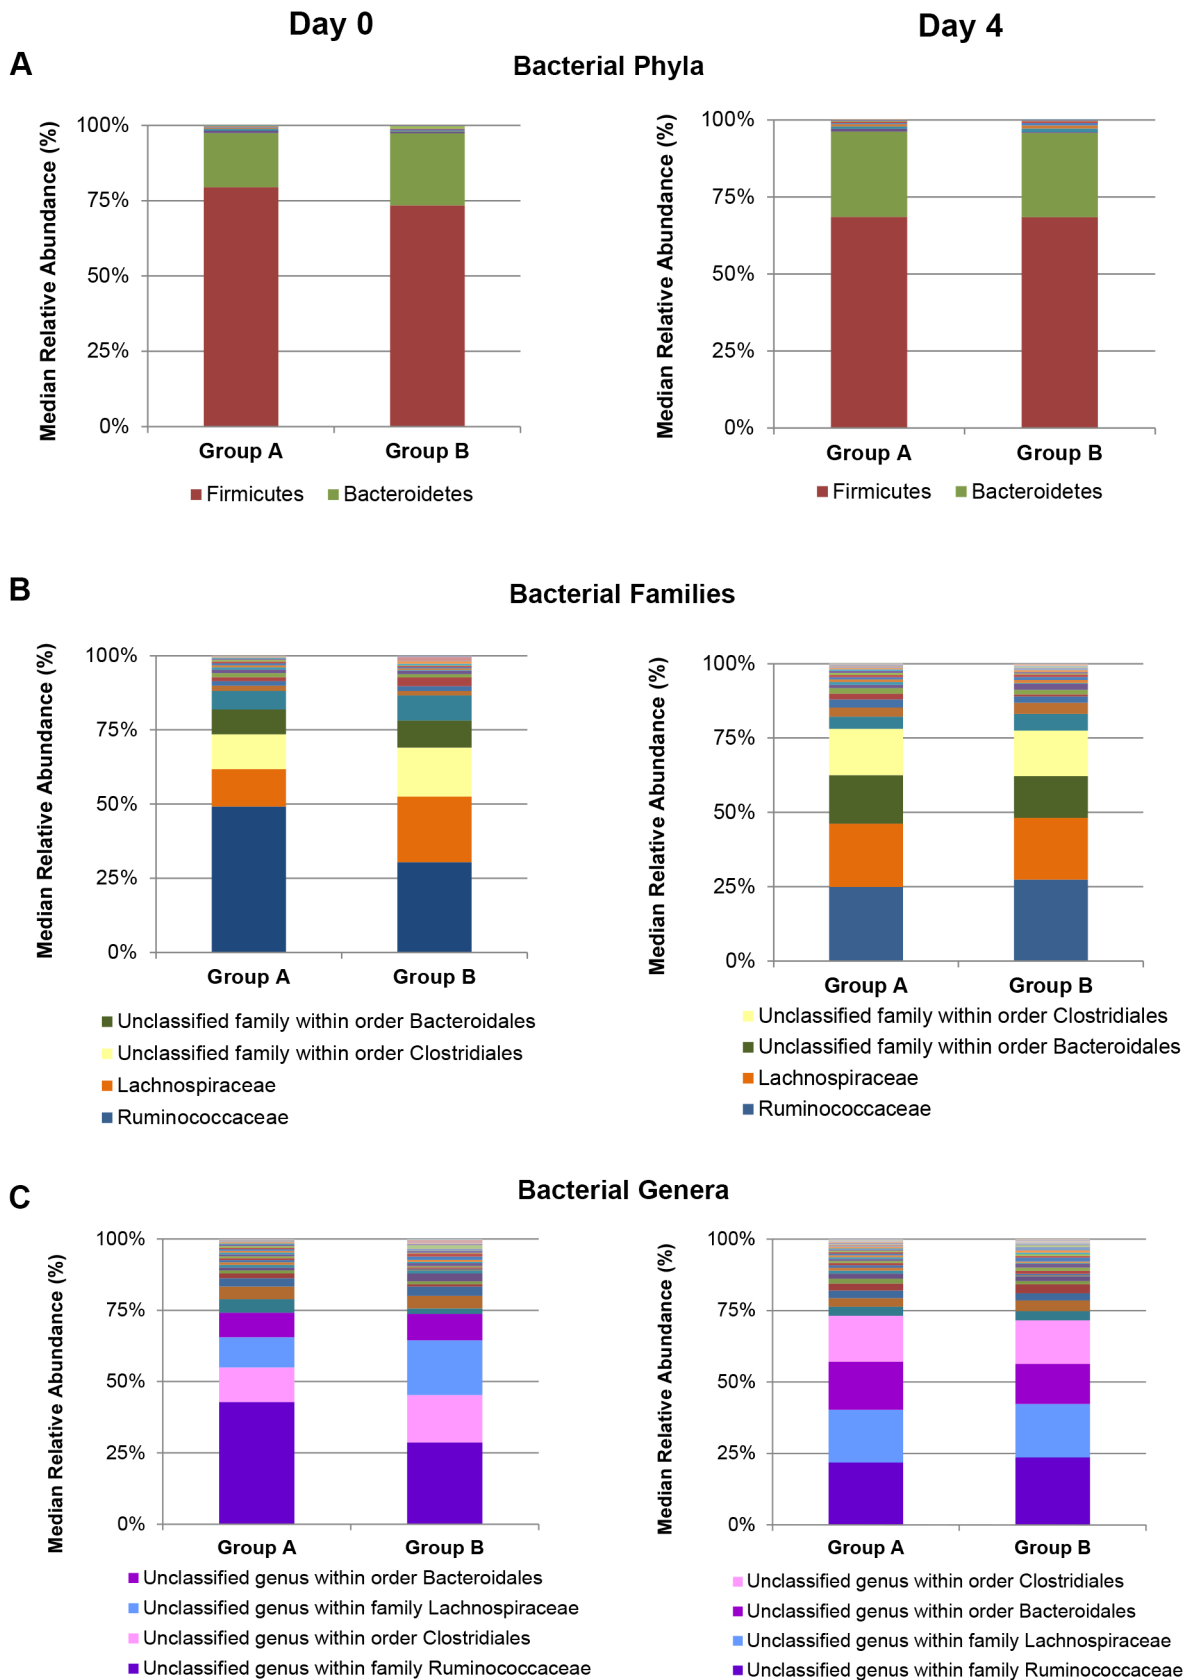 Day 0
Day 4
A
Bacterial Phyla
Median Relative Abundance (%)
100%
75%
50%
25%
0%
Group A
Group B
Firmicutes
Bacteroidetes
Median Relative Abundance (%)
100%
75%
50%
25%
0%
Group A
Group B
Firmicutes
Bacteroidetes
B
Bacterial Families
Median Relative Abundance (%)
100%
75%
50%
25%
0%
Group A
Group B
Unclassified family within order Bacteroidales
Unclassified family within order Clostridiales
Lachnospiraceae
Ruminococcaceae
Median Relative Abundance (%)
100%
75%
50%
25%
0%
Group A
Group B
Unclassified family within order Clostridiales
Unclassified family within order Bacteroidales
Lachnospiraceae
Ruminococcaceae
C
Bacterial Genera
Median Relative Abundance (%)
100%
75%
50%
25%
0%
Group A
Group B
Unclassified genus within order Bacteroidales
Unclassified genus within family Lachnospiraceae
Unclassified genus within order Clostridiales
Unclassified genus within family Ruminococcaceae
Median Relative Abundance (%)
100%
75%
50%
25%
0%
Group A
Group B
Unclassified genus within order Clostridiales
Unclassified genus within order Bacteroidales
Unclassified genus within family Lachnospiraceae
Unclassified genus within family Ruminococcaceae